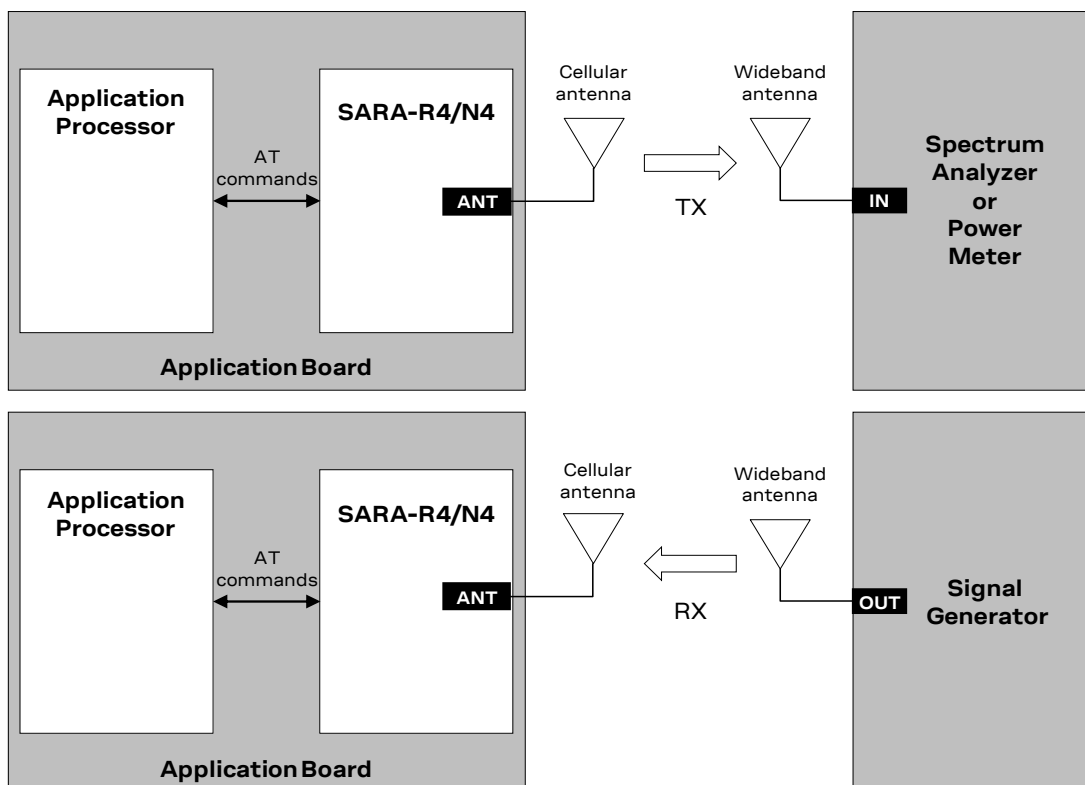 Application
Processor
AT
commands
SARA-R4/N4
ANT
Application Board
Cellular
antenna
TX
Wideband
antenna
IN
Spectrum
Analyzer
or
Power
Meter
Application
Processor
AT
commands
SARA-R4/N4
ANT
Application Board
Cellular
antenna
RX
Wideband
antenna
OUT
Signal
Generator